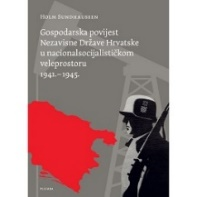 Holm Sundhaussen
Gospodarska povijest
Nezavisne Države Hrvatske
u nacionalsocijalističkom
veleprostoru
1941. – 1945.